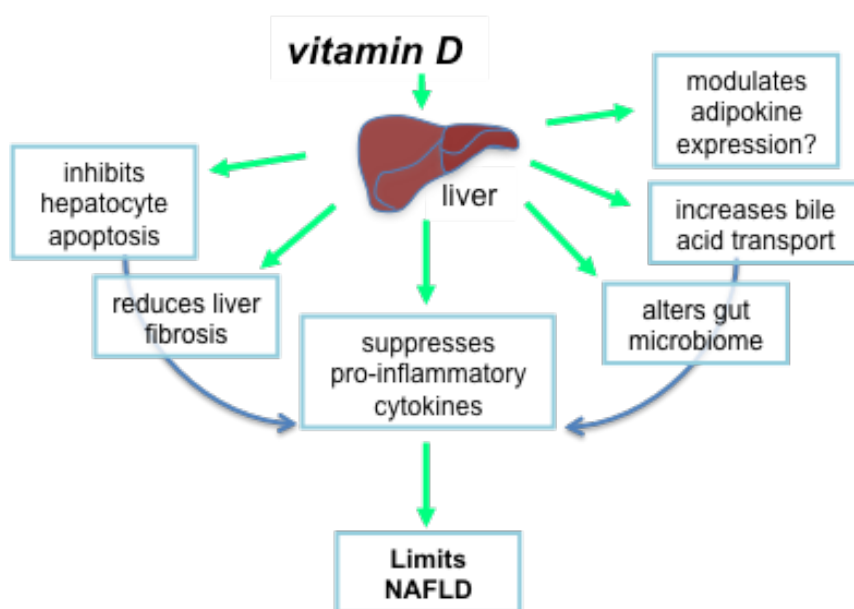 vitamin D
liver
modulates
adipokine
expression?
inhibits
hepatocyte
apoptosis
increases bile
acid transport
reduces liver
fibrosis
alters gut
microbiome
suppresses
pro-inflammatory
cytokines
Limits
NAFLD